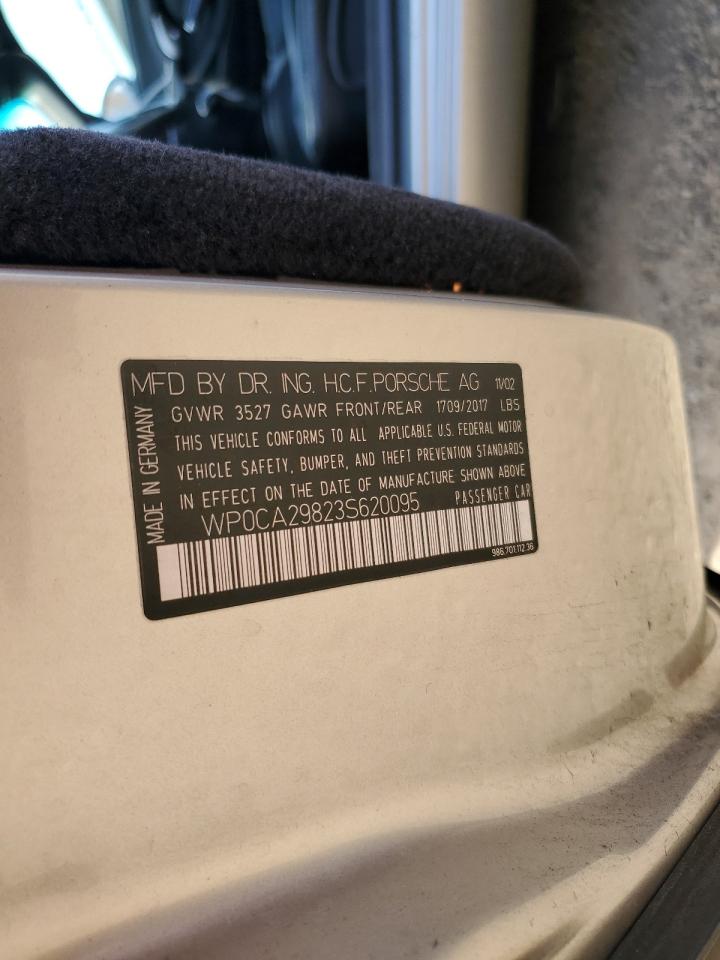 MFD BY DR. ING. H.C.F. PORSCHE AG 11/02
GVWR 3527 GAWR FRONT/REAR 1709/2017 LBS
THIS VEHICLE CONFORMS TO ALL APPLICABLE U.S. FEDERAL MOTOR
VEHICLE SAFETY, BUMPER, AND THEFT PREVENTION STANDARDS
IN EFFECT ON THE DATE OF MANUFACTURE SHOWN ABOVE
WP0CA29823S620095 PASSENGER CAR
986.701.112.36
MADE IN GERMANY